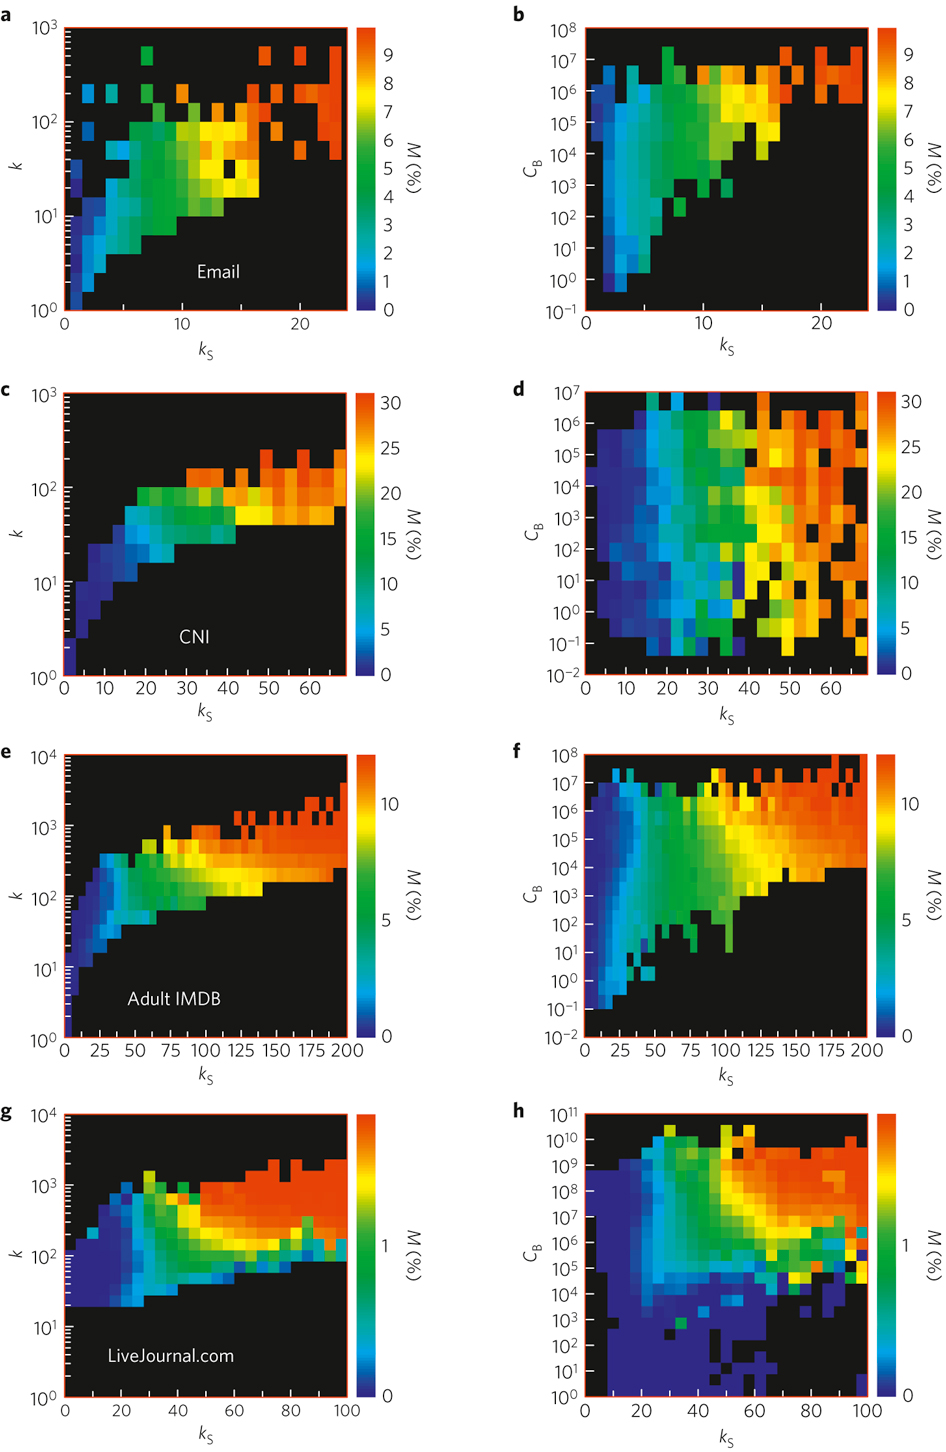 a
10³
10²
10¹
10⁰
k
0
10
20
kS
Email
9
8
7
6
5
4
3
2
1
0
M (%)
b
10⁸
10⁷
10⁶
10⁵
10⁴
10³
10²
10¹
10⁰
10⁻¹
CB
0
10
20
kS
9
8
7
6
5
4
3
2
1
0
M (%)
c
10³
10²
10¹
10⁰
k
0 10 20 30 40 50 60
kS
CNI
30
25
20
15
10
5
0
M (%)
d
10⁷
10⁶
10⁵
10⁴
10³
10²
10¹
10⁰
10⁻¹
10⁻²
CB
0 10 20 30 40 50 60
kS
30
25
20
15
10
5
0
M (%)
e
10⁴
10³
10²
10¹
10⁰
k
0 25 50 75 100 125 150 175 200
kS
Adult IMDB
10
5
0
M (%)
f
10⁸
10⁷
10⁶
10⁵
10⁴
10³
10²
10¹
10⁰
10⁻¹
10⁻²
CB
0 25 50 75 100 125 150 175 200
kS
10
5
0
M (%)
g
10⁴
10³
10²
10¹
10⁰
k
0 20 40 60 80 100
kS
LiveJournal.com
1
0
M (%)
h
10¹¹
10¹⁰
10⁹
10⁸
10⁷
10⁶
10⁵
10⁴
10³
10²
10¹
10⁰
CB
0 20 40 60 80 100
kS
1
0
M (%)